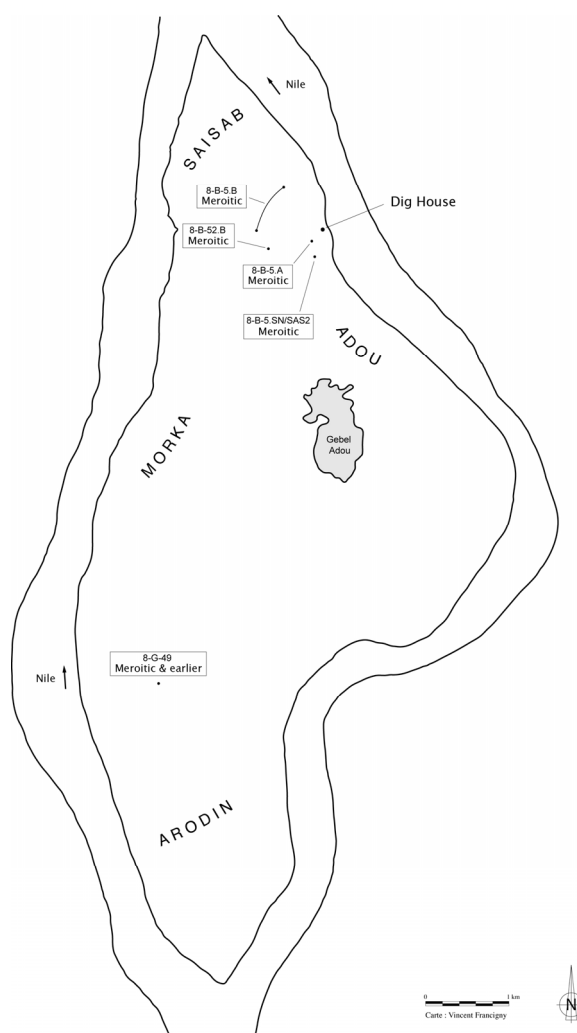 Nile
SAISAB
8-B-5.B
Meroitic
Dig House
8-B-52.B
Meroitic
8-B-5.A
Meroitic
8-B-5.SN/SAS2
Meroitic
ADOU
MORKA
Gebel
Adou
8-G-49
Meroitic & earlier
Nile
ARODIN
0 1 km
Carte : Vincent Francigny
N